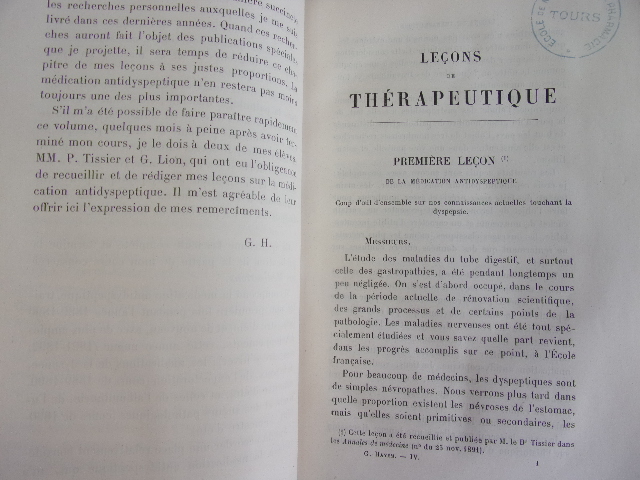 les recherches personnelles auxquelles je me suis
livré dans ces dernières années. Quand ces recher-
ches auront fait l'objet des publications spéciales
que je projette, il sera temps de réduire ce cha-
pitre de mes leçons à ses justes proportions. La
médication antidyspeptique n'en restera pas moins
toujours une des plus importantes.
S'il m'a été possible de faire paraître rapidement
ce volume, quelques mois à peine après avoir ter-
miné mon cours, je le dois à deux de mes élèves
MM. P. Tissier et G. Lion, qui ont eu l'obligeance
de recueillir et de rédiger mes leçons sur la médi-
cation antidyspeptique. Il m'est agréable de leur
offrir ici l'expression de mes remerciments.
G. H.
ÉCOLE DE PHARMACIE
TOURS
LEÇONS
DE
THÉRAPEUTIQUE
PREMIÈRE LEÇON (1)
DE LA MÉDICATION ANTIDYSPEPTIQUE
Coup d'œil d'ensemble sur nos connaissances actuelles touchant la
dyspepsie.
Messieurs,
L'étude des maladies du tube digestif, et surtout
celle des gastropathies, a été pendant longtemps un
peu négligée. On s'est d'abord occupé, dans le cours
de la période actuelle de rénovation scientifique,
des grands processus et de certains points de la
pathologie. Les maladies nerveuses ont été tout spé-
cialement étudiées et vous savez quelle part revient,
dans les progrès accomplis sur ce point, à l'École
française.
Pour beaucoup de médecins, les dyspeptiques sont
de simples névropathes. Nous verrons plus tard dans
quelle proportion existent les névroses de l'estomac,
mais qu'elles soient primitives ou secondaires, les
(1) Cette leçon a été recueillie et publiée par M. le Dr Tissier dans
les Annales de médecine (no du 25 nov. 1891).
G. Hayem. — IV. 1